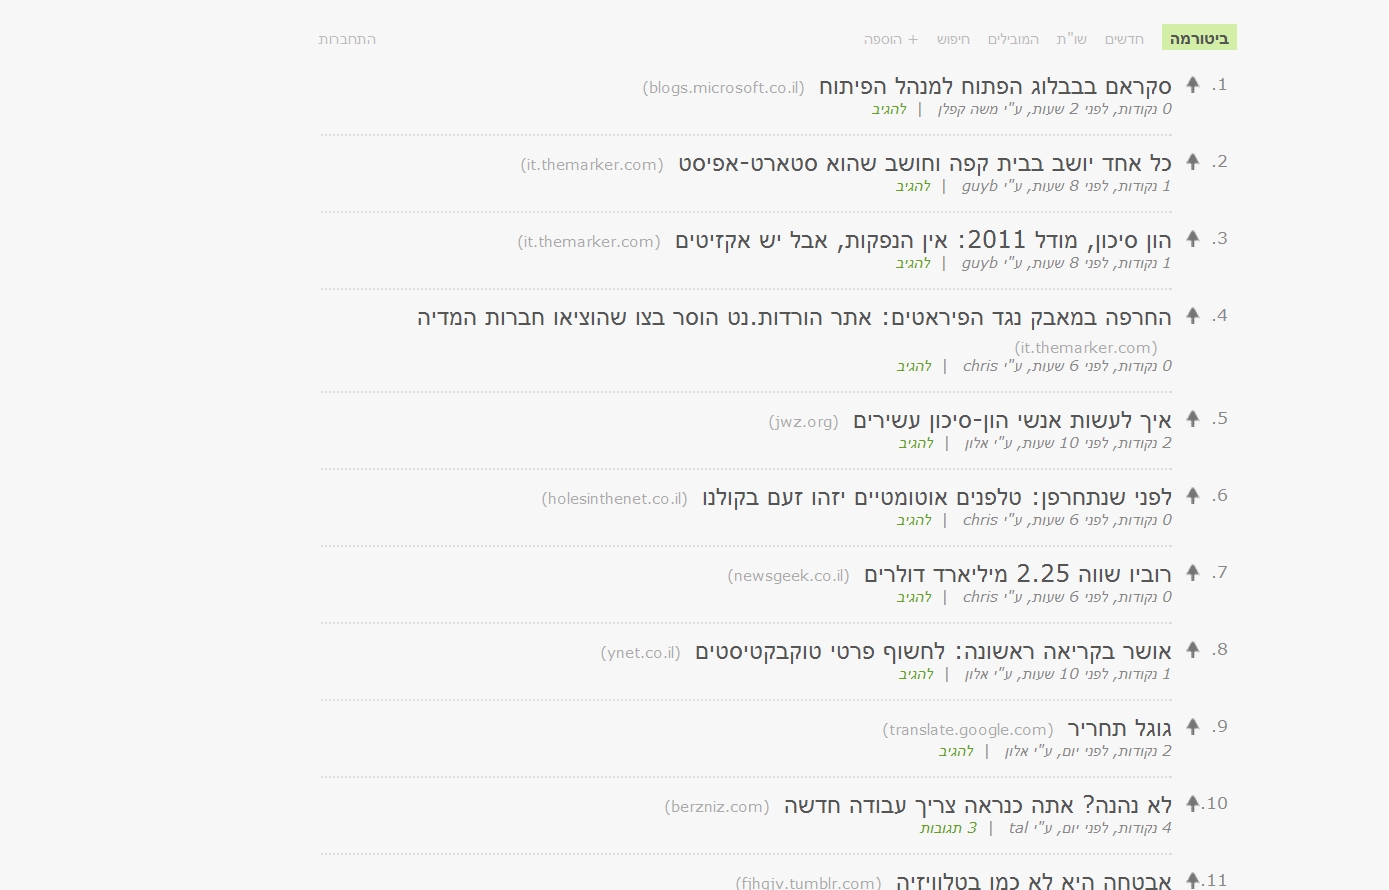 ביטורמה חדשים שו"ת המובילים חיפוש + הוספה התחברות
1. סקראם בבבלוג הפתוח למנהל הפיתוח (blogs.microsoft.co.il)
0 נקודות, לפני 2 שעות, ע"י משה קפלן | להגיב
2. כל אחד יושב בבית קפה וחושב שהוא סטארט-אפיסט (it.themarker.com)
1 נקודות, לפני 8 שעות, ע"י guyb | להגיב
3. הון סיכון, מודל 2011: אין הנפקות, אבל יש אקזיטים (it.themarker.com)
1 נקודות, לפני 8 שעות, ע"י guyb | להגיב
4. החרפה במאבק נגד הפיראטים: אתר הורדות.נט הוסר בצו שהוציאו חברות המדיה
(it.themarker.com)
0 נקודות, לפני 6 שעות, ע"י chris | להגיב
5. איך לעשות אנשי הון-סיכון עשירים (jwz.org)
2 נקודות, לפני 10 שעות, ע"י אלון | להגיב
6. לפני שנתחרפן: טלפנים אוטומטיים יזהו זעם בקולנו (holesinthenet.co.il)
0 נקודות, לפני 6 שעות, ע"י chris | להגיב
7. רוביו שווה 2.25 מיליארד דולרים (newsgeek.co.il)
0 נקודות, לפני 6 שעות, ע"י chris | להגיב
8. אושר בקריאה ראשונה: לחשוף פרטי טוקבקטיסטים (ynet.co.il)
1 נקודות, לפני 10 שעות, ע"י אלון | להגיב
9. גוגל תחריר (translate.google.com)
2 נקודות, לפני יום, ע"י אלון | להגיב
10. לא נהנה? אתה כנראה צריך עבודה חדשה (berzniz.com)
4 נקודות, לפני יום, ע"י tal | 3 תגובות
11. אבטחה היא לא כמו בטלוויזיה (fjhgjv.tumblr.com)